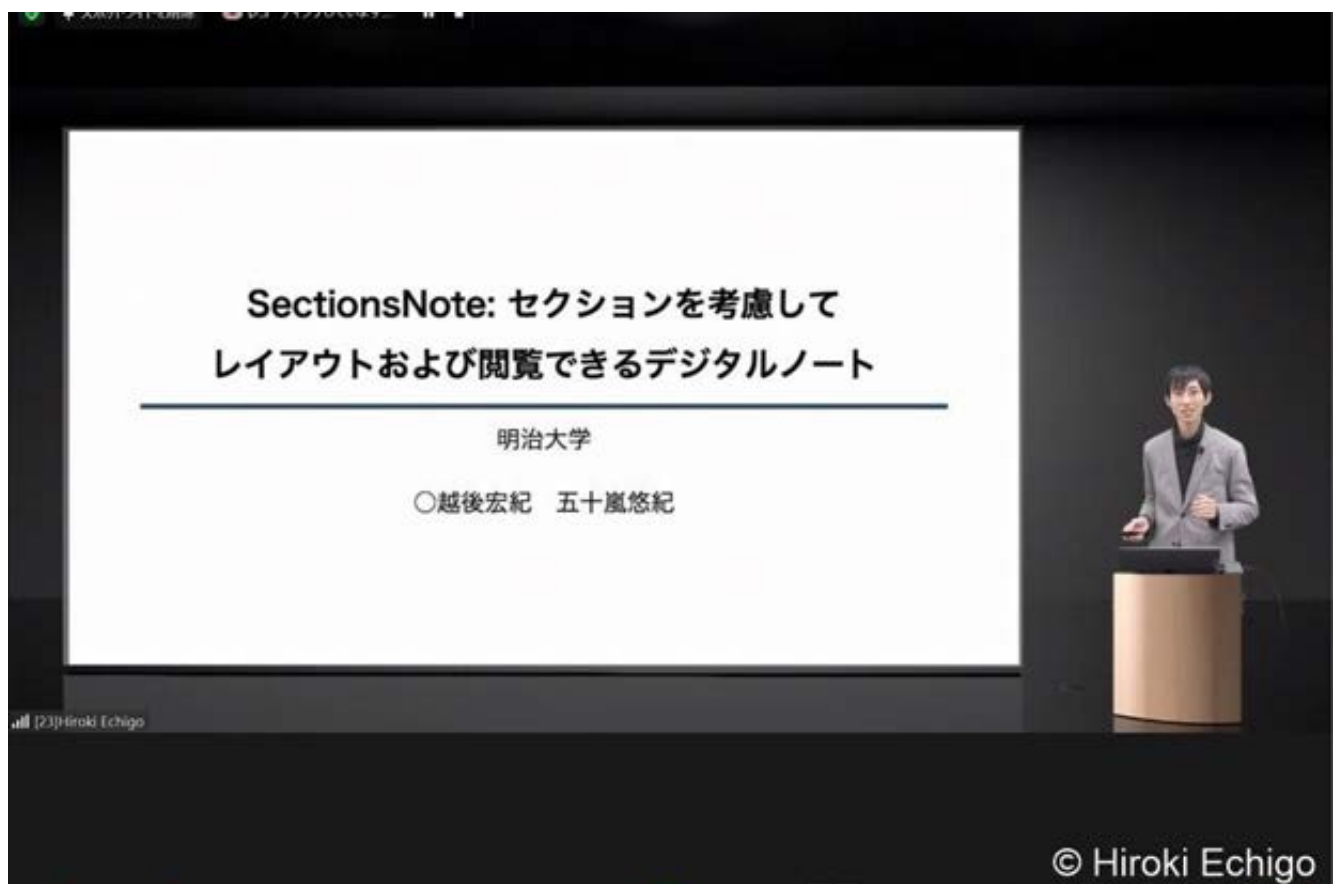 SectionsNote: セクションを考慮して
レイアウトおよび閲覧できるデジタルノート
明治大学
○越後宏紀　五十嵐悠紀
[23]Hiroki Echigo
© Hiroki Echigo